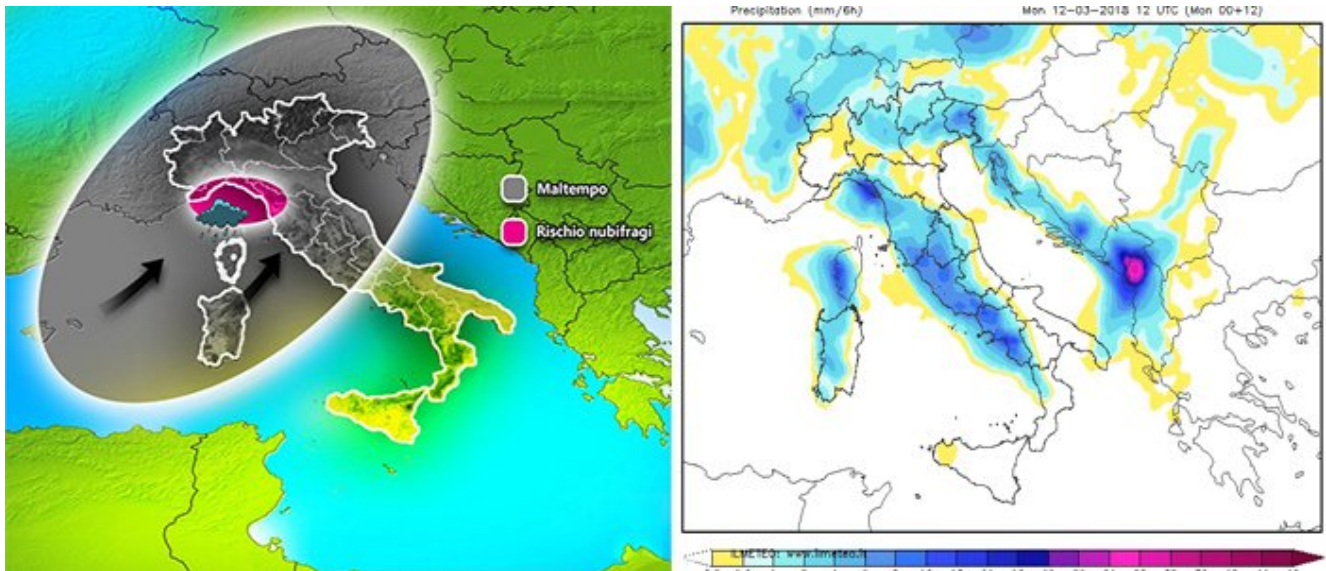 Maltempo
Rischio nubifragi
Precipitation (mm/6h)
Mon 12-03-2018 12 UTC (Mon 00+12)
ILMETEO: www.ilmeteo.it